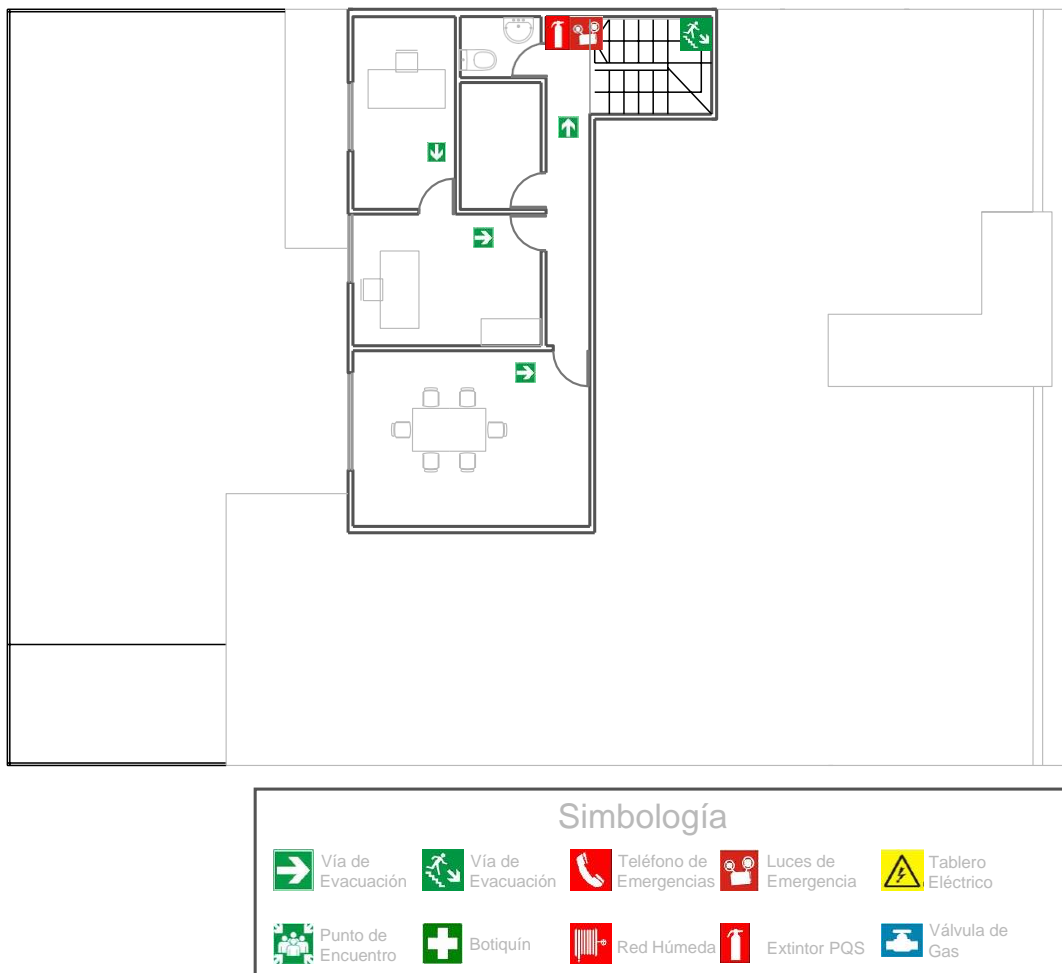 Simbología
Vía de
Evacuación
Vía de
Evacuación
Teléfono de
Emergencias
Luces de
Emergencia
Tablero
Eléctrico
Punto de
Encuentro
Botiquín
Red Húmeda
Extintor PQS
Válvula de
Gas